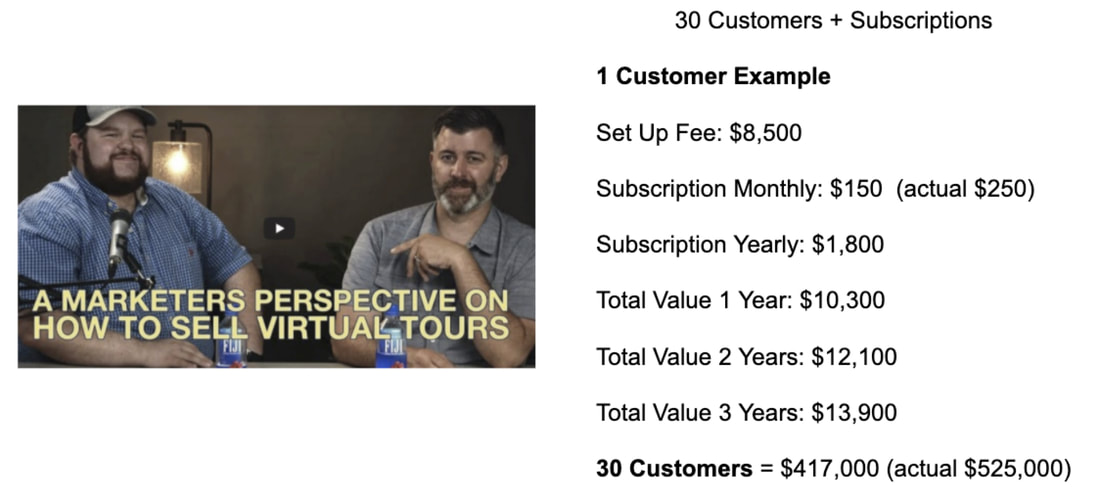 30 Customers + Subscriptions
1 Customer Example
Set Up Fee: $8,500
Subscription Monthly: $150  (actual $250)
Subscription Yearly: $1,800
Total Value 1 Year: $10,300
Total Value 2 Years: $12,100
Total Value 3 Years: $13,900
30 Customers = $417,000 (actual $525,000)
A MARKETERS PERSPECTIVE ON
HOW TO SELL VIRTUAL TOURS
FIJI
FIJI